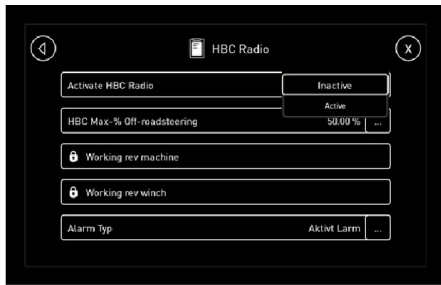 HBC Radio
X
Activate HBC Radio
Inactive
Active
HBC Max-% Off-roadsteering
50.00 % ...
Working rev machine
Working rev winch
Alarm Typ
Aktivt Larm ...